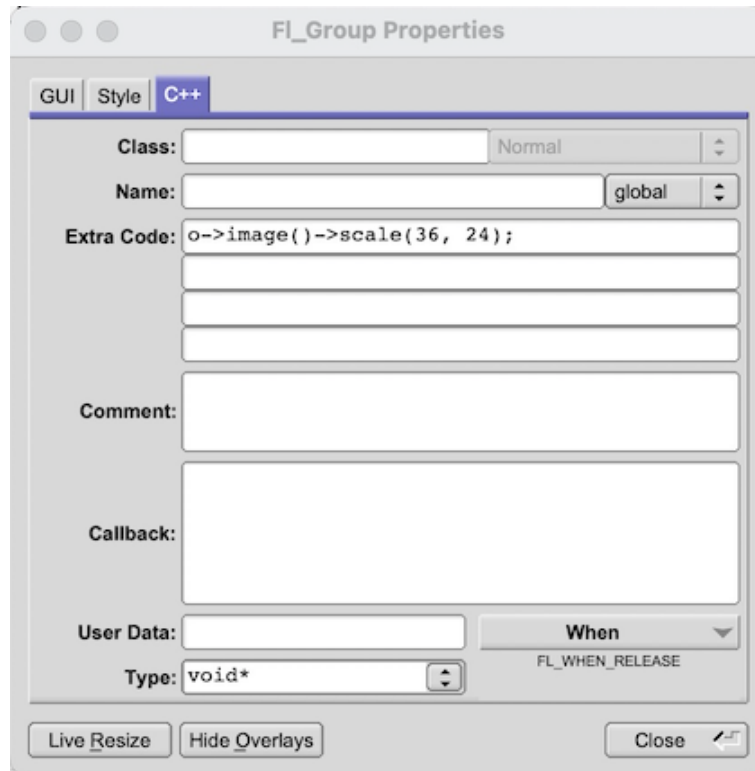 Fl_Group Properties
GUI Style C++
Class: Normal
Name: global
Extra Code: o->image()->scale(36, 24);
Comment:
Callback:
User Data: When
FL_WHEN_RELEASE
Type: void*
Live Resize Hide Overlays Close